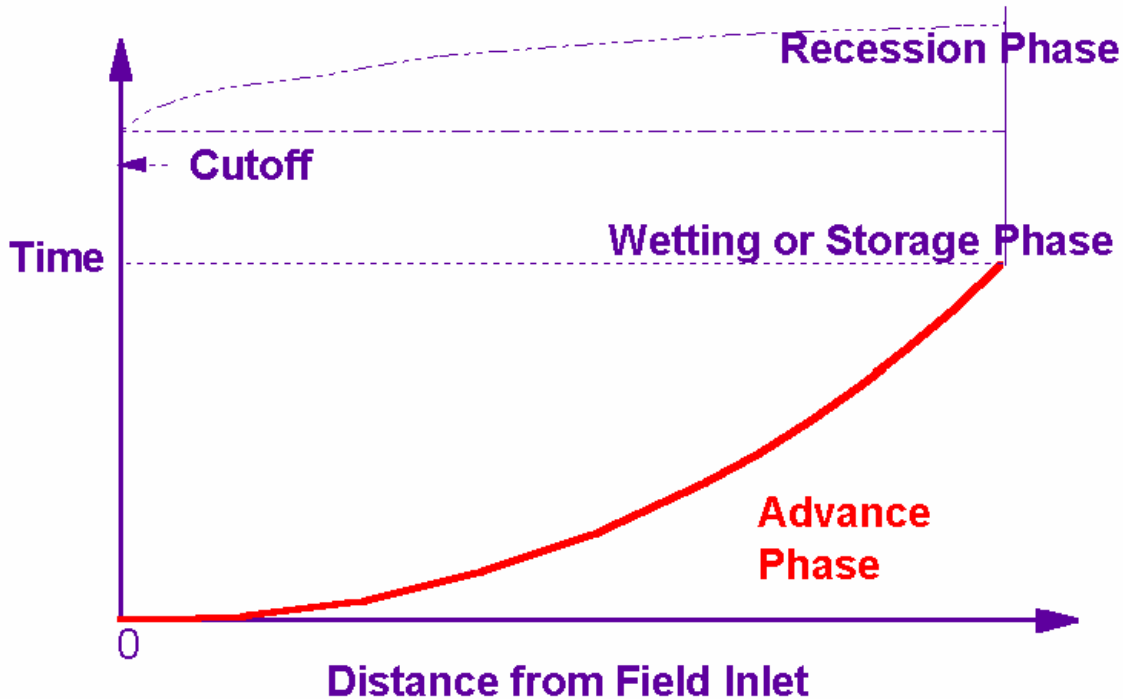 Recession Phase
Cutoff
Wetting or Storage Phase
Time
Advance
Phase
0
Distance from Field Inlet